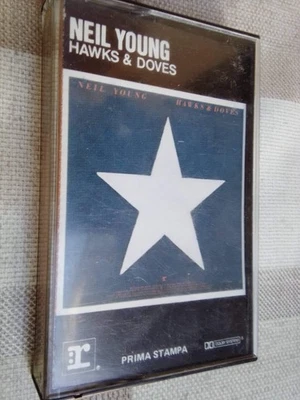 NEIL YOUNG
HAWKS & DOVES
NEIL YOUNG HAWKS & DOVES
PRIMA STAMPA